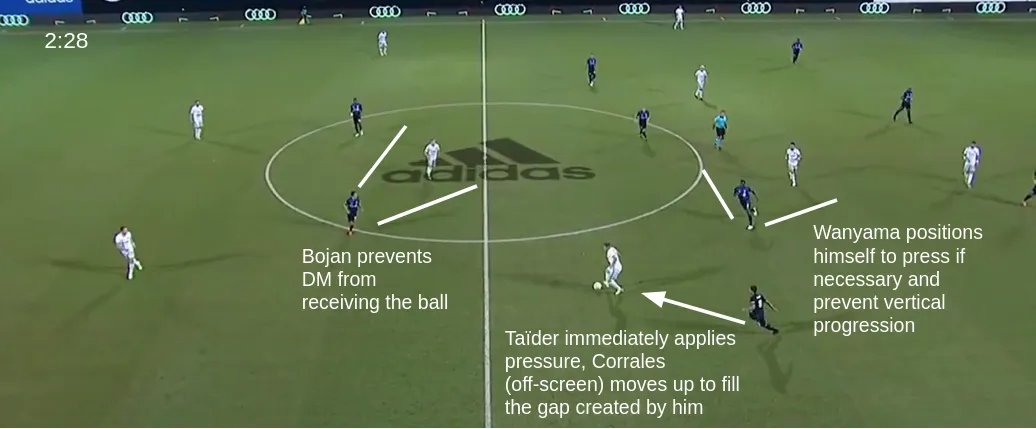 adidas
2:28
adidas
Bojan prevents
DM from
receiving the ball
Wanyama positions
himself to press if
necessary and
prevent vertical
progression
Taïder immediately applies
pressure, Corrales
(off-screen) moves up to fill
the gap created by him